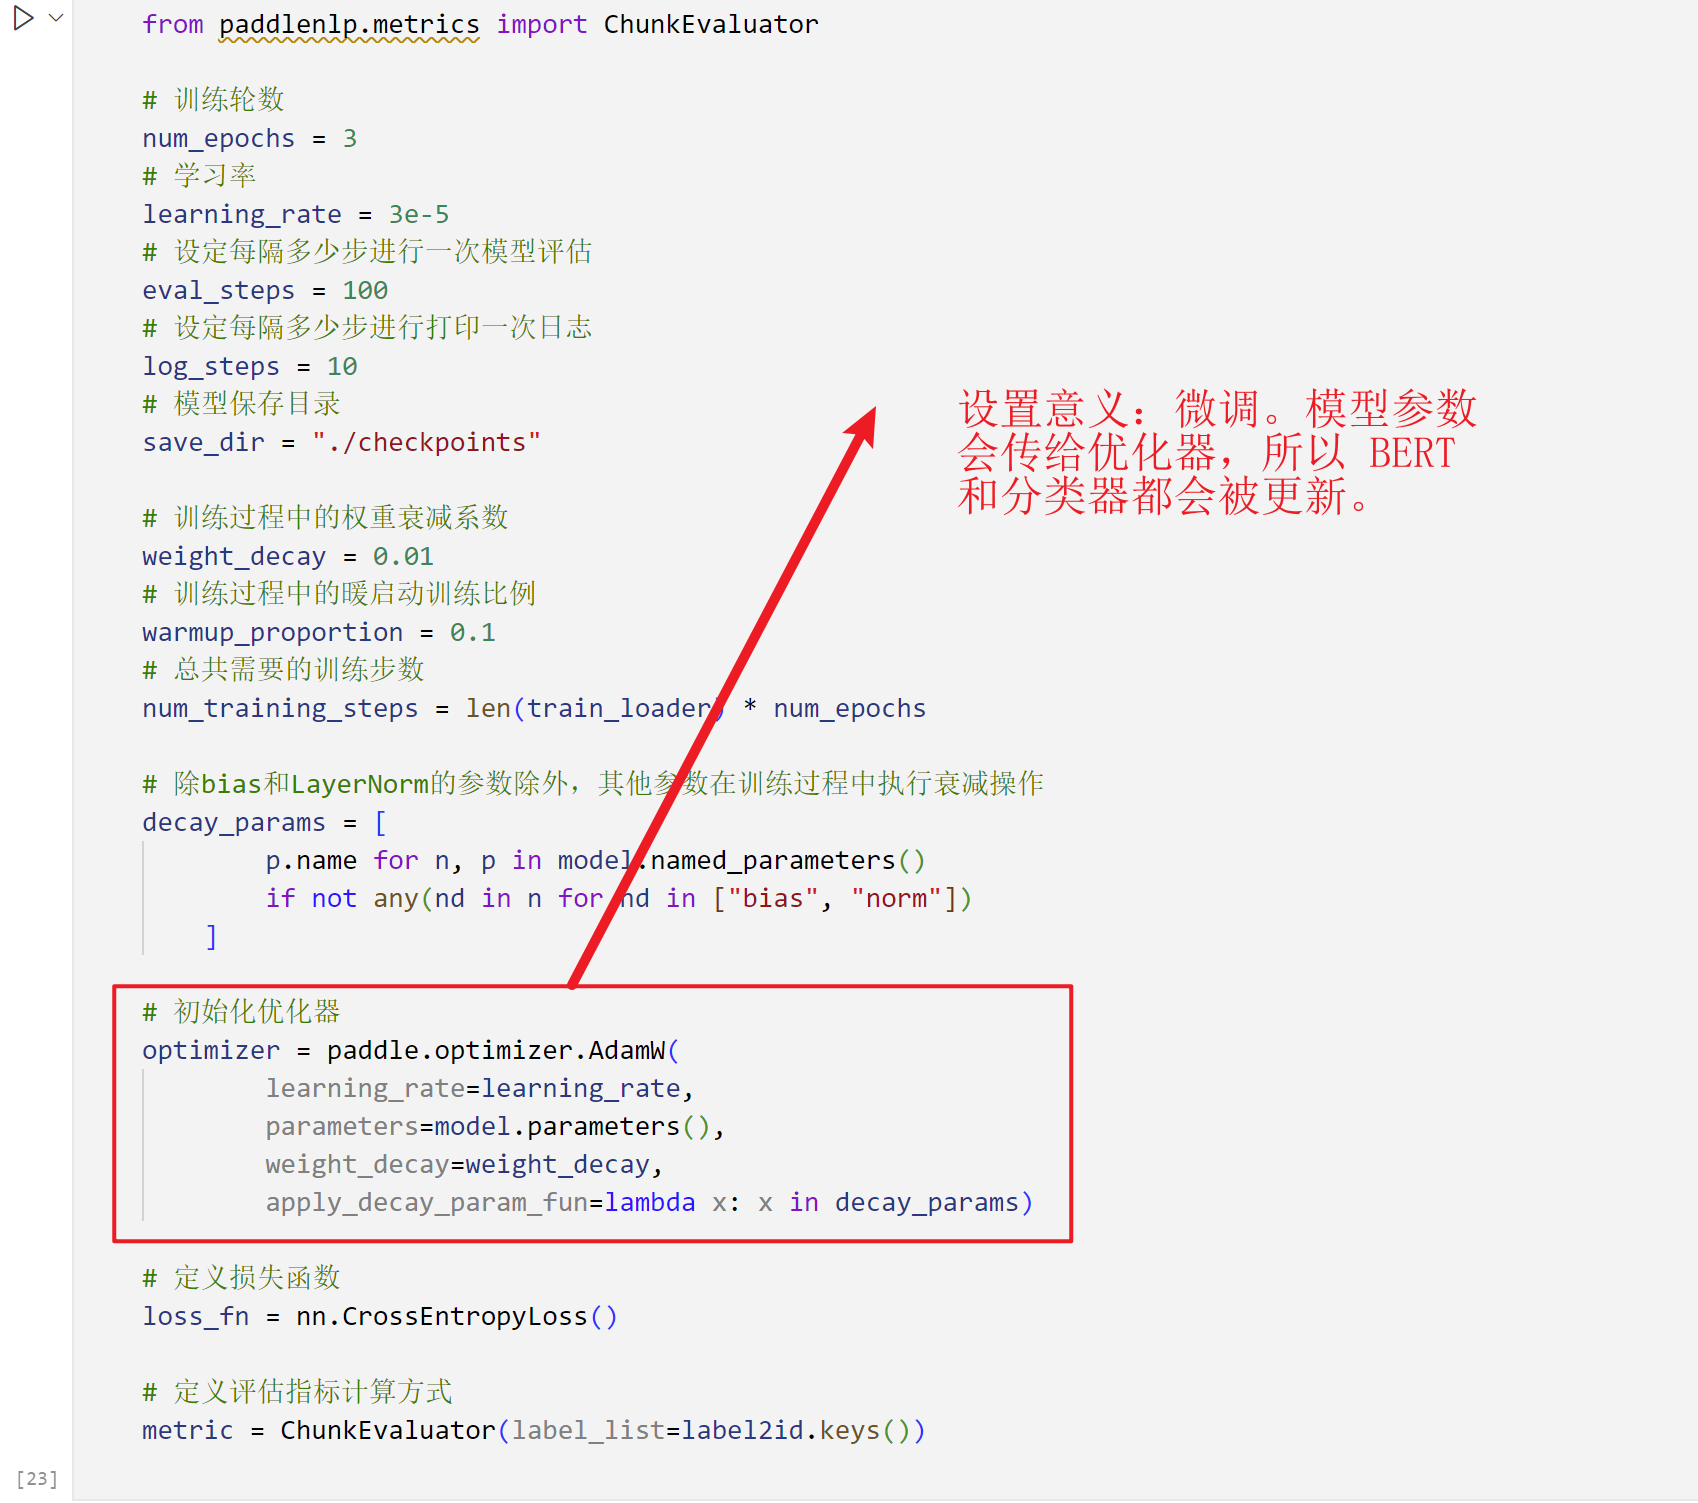 from paddlenlp.metrics import ChunkEvaluator
# 训练轮数
num_epochs = 3
# 学习率
learning_rate = 3e-5
# 设定每隔多少步进行一次模型评估
eval_steps = 100
# 设定每隔多少步进行打印一次日志
log_steps = 10
# 模型保存目录
save_dir = "./checkpoints"
设置意义：微调。模型参数
会传给优化器，所以 BERT
和分类器都会被更新。
# 训练过程中的权重衰减系数
weight_decay = 0.01
# 训练过程中的暖启动训练比例
warmup_proportion = 0.1
# 总共需要的训练步数
num_training_steps = len(train_loader) * num_epochs
# 除bias和LayerNorm的参数除外，其他参数在训练过程中执行衰减操作
decay_params = [
p.name for n, p in model.named_parameters()
if not any(nd in n for nd in ["bias", "norm"])
]
# 初始化优化器
optimizer = paddle.optimizer.AdamW(
learning_rate=learning_rate,
parameters=model.parameters(),
weight_decay=weight_decay,
apply_decay_param_fun=lambda x: x in decay_params)
# 定义损失函数
loss_fn = nn.CrossEntropyLoss()
# 定义评估指标计算方式
metric = ChunkEvaluator(label_list=label2id.keys())
[23]